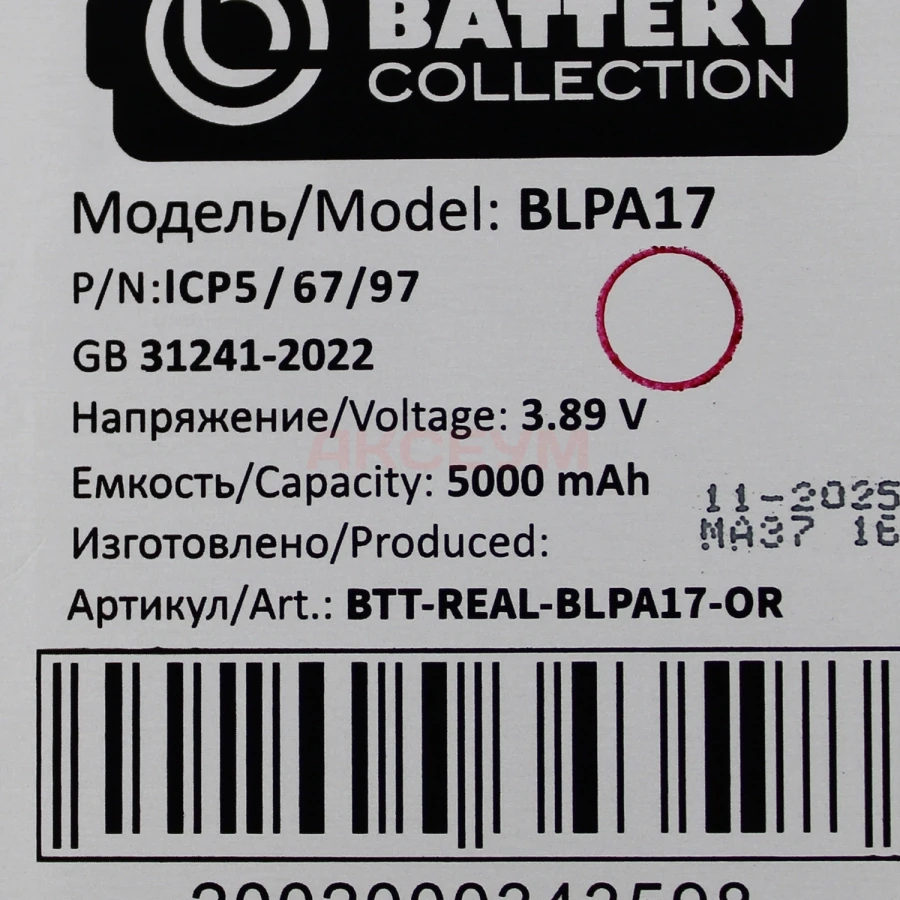 BATTERY
COLLECTION
Модель/Model: BLPA17
P/N:ICP5/67/97
GB 31241-2022
Напряжение/Voltage: 3.89 V
АКСЕУМ
Емкость/Capacity: 5000 mAh
11-2025
Изготовлено/Produced:
MA37 16
Артикул/Art.: BTT-REAL-BLPA17-OR